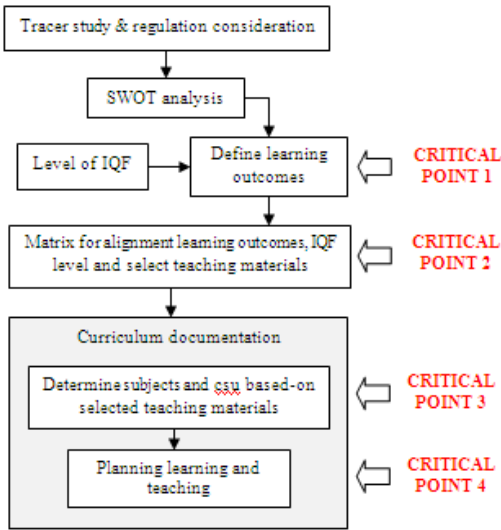 Tracer study & regulation consideration
SWOT analysis
Level of IQF
Define learning
outcomes
CRITICAL
POINT 1
Matrix for alignment learning outcomes, IQF
level and select teaching materials
CRITICAL
POINT 2
Curriculum documentation
Determine subjects and csu based-on
selected teaching materials
CRITICAL
POINT 3
Planning learning and
teaching
CRITICAL
POINT 4